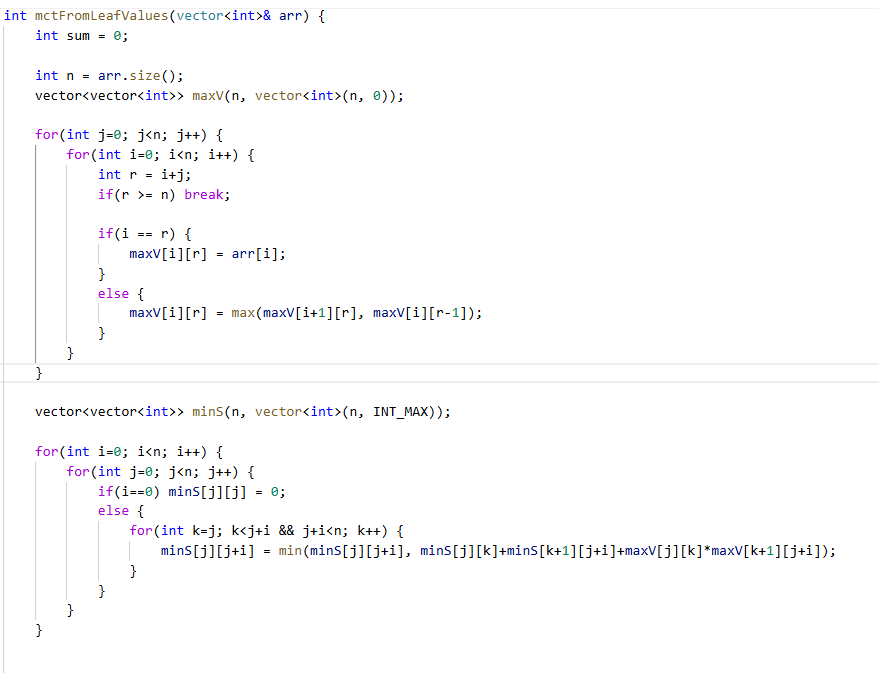 int mctFromLeafValues(vector<int>& arr) {
int sum = 0;
int n = arr.size();
vector<vector<int>> maxV(n, vector<int>(n, 0));
for(int j=0; j<n; j++) {
for(int i=0; i<n; i++) {
int r = i+j;
if(r >= n) break;
if(i == r) {
maxV[i][r] = arr[i];
}
else {
maxV[i][r] = max(maxV[i+1][r], maxV[i][r-1]);
}
}
}
vector<vector<int>> minS(n, vector<int>(n, INT_MAX));
for(int i=0; i<n; i++) {
for(int j=0; j<n; j++) {
if(i==0) minS[j][j] = 0;
else {
for(int k=j; k<j+i && j+i<n; k++) {
minS[j][j+i] = min(minS[j][j+i], minS[j][k]+minS[k+1][j+i]+maxV[j][k]*maxV[k+1][j+i]);
}
}
}
}